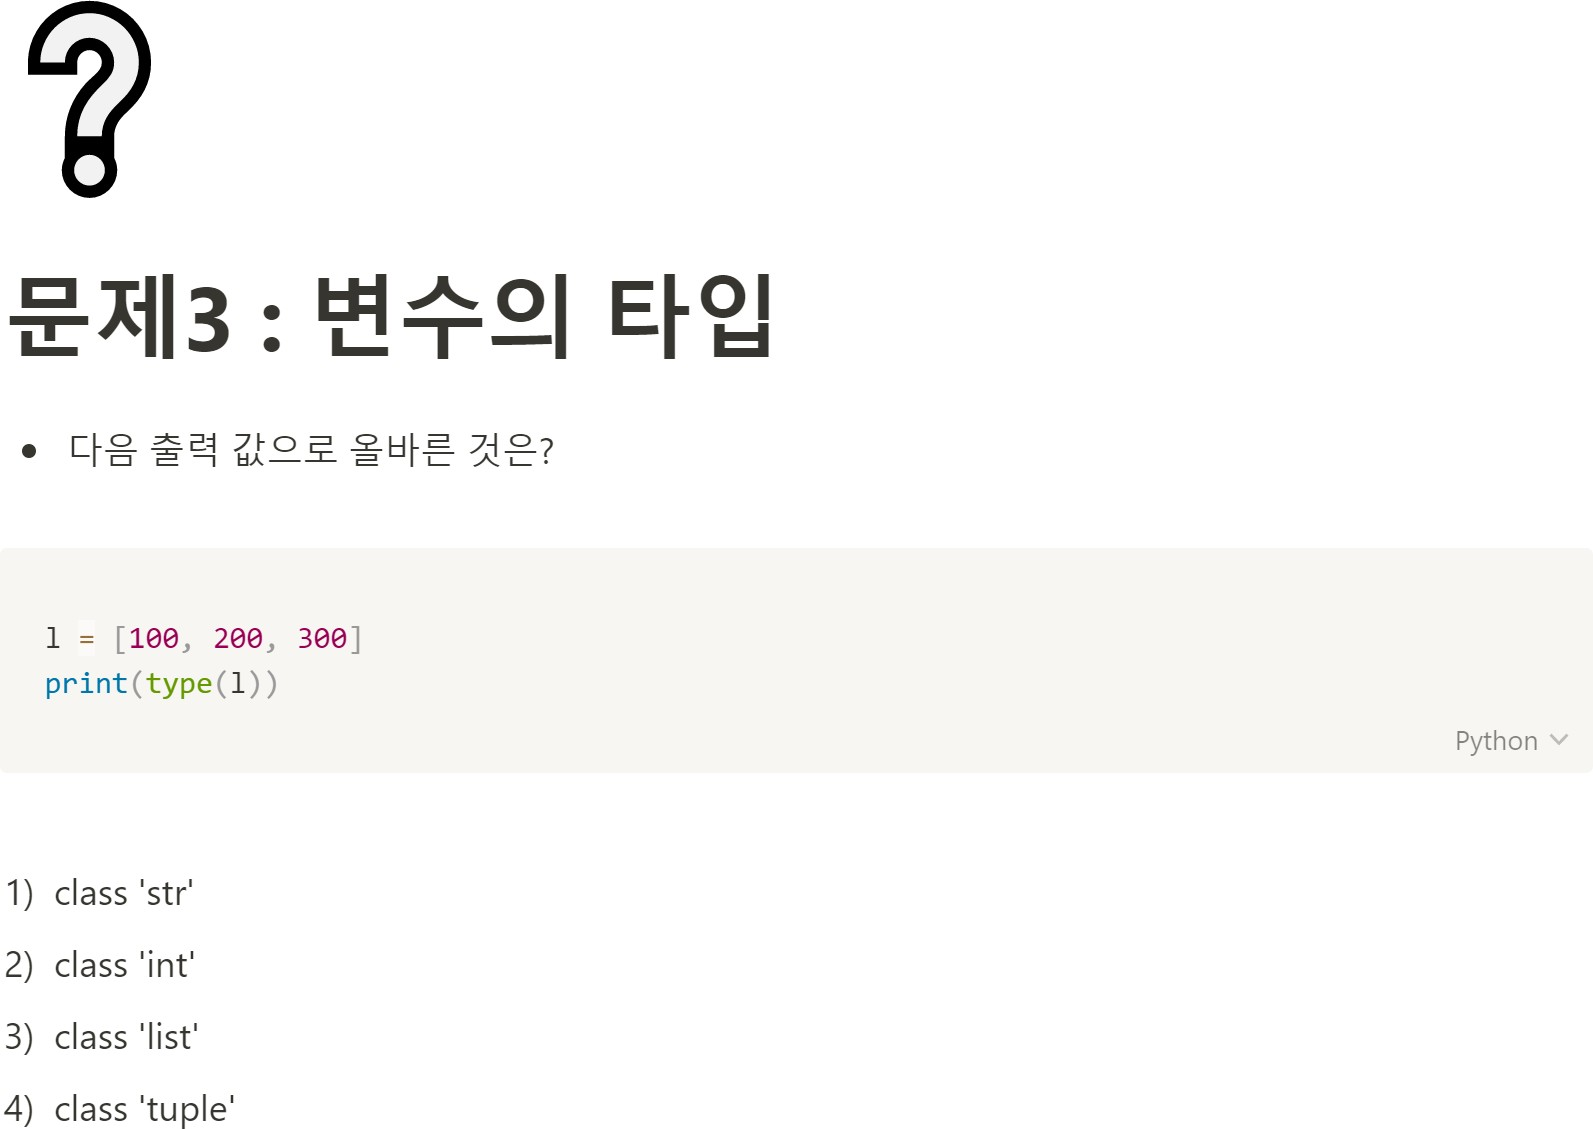 문제3 : 변수의 타입
• 다음 출력 값으로 올바른 것은?
l = [100, 200, 300]
print(type(l))
Python
1) class 'str'
2) class 'int'
3) class 'list'
4) class 'tuple'